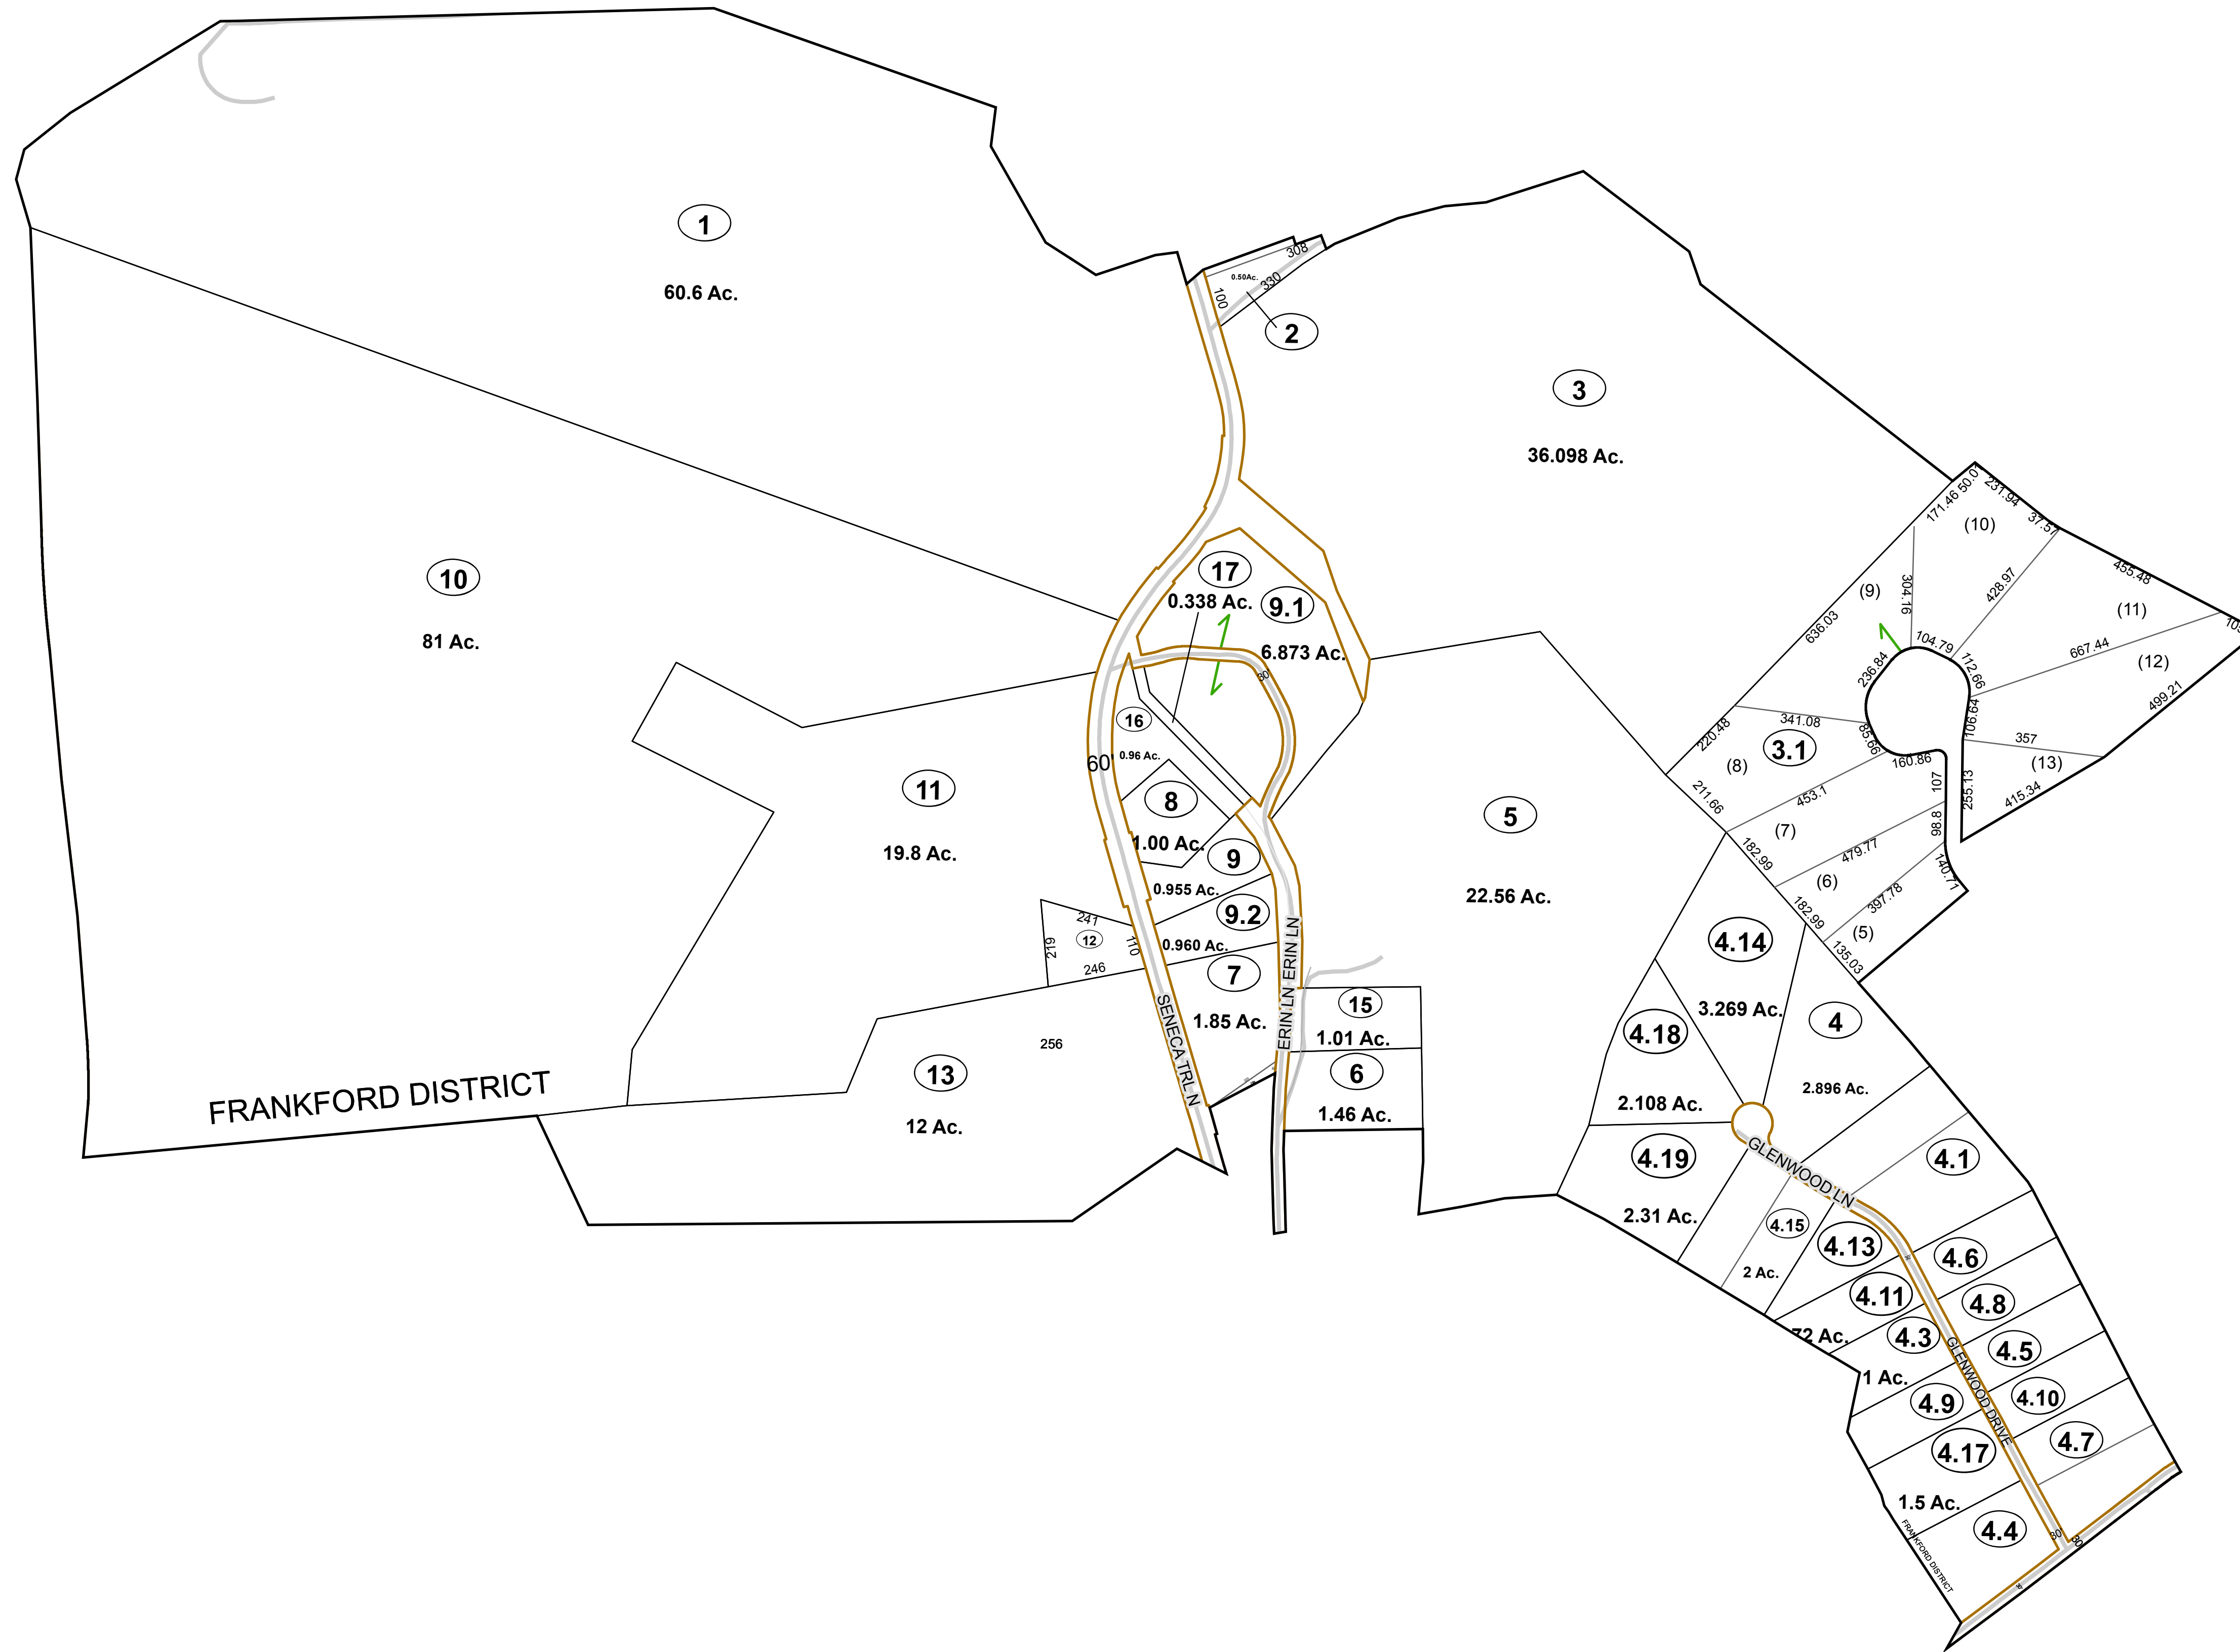 1
60.6 Ac.
308
0.50Ac.
330
100
2
3
36.098 Ac.
10
81 Ac.
17
0.338 Ac.
9.1
6.873 Ac.
30
16
0.96 Ac.
60'
8
1.00 Ac.
9
0.955 Ac.
9.2
0.960 Ac.
7
1.85 Ac.
11
19.8 Ac.
241
219
12
110
246
256
13
12 Ac.
FRANKFORD DISTRICT
SENECA TRL N
ERIN LN
ERIN LN
15
1.01 Ac.
6
1.46 Ac.
5
22.56 Ac.
171.46
50.0
231.94
37.57
(10)
455.48
(9)
304.16
428.97
(11)
636.03
104.79
112.66
667.44
(12)
236.84
499.21
106.64
341.08
220.48
3.1
85.66
160.86
357
(13)
(8)
107
255.13
415.34
211.66
453.1
98.8
(7)
182.99
479.77
140.71
(6)
397.78
182.99
(5)
135.03
4.14
3.269 Ac.
4
2.896 Ac.
4.18
2.108 Ac.
4.19
2.31 Ac.
GLENWOOD LN
4.1
4.15
2 Ac.
4.13
4.6
4.11
72 Ac.
4.8
4.3
1 Ac.
4.5
GLENWOOD DRIVE
4.9
4.10
4.17
4.7
1.5 Ac.
4.4
FRANKFORD DISTRICT
30
30